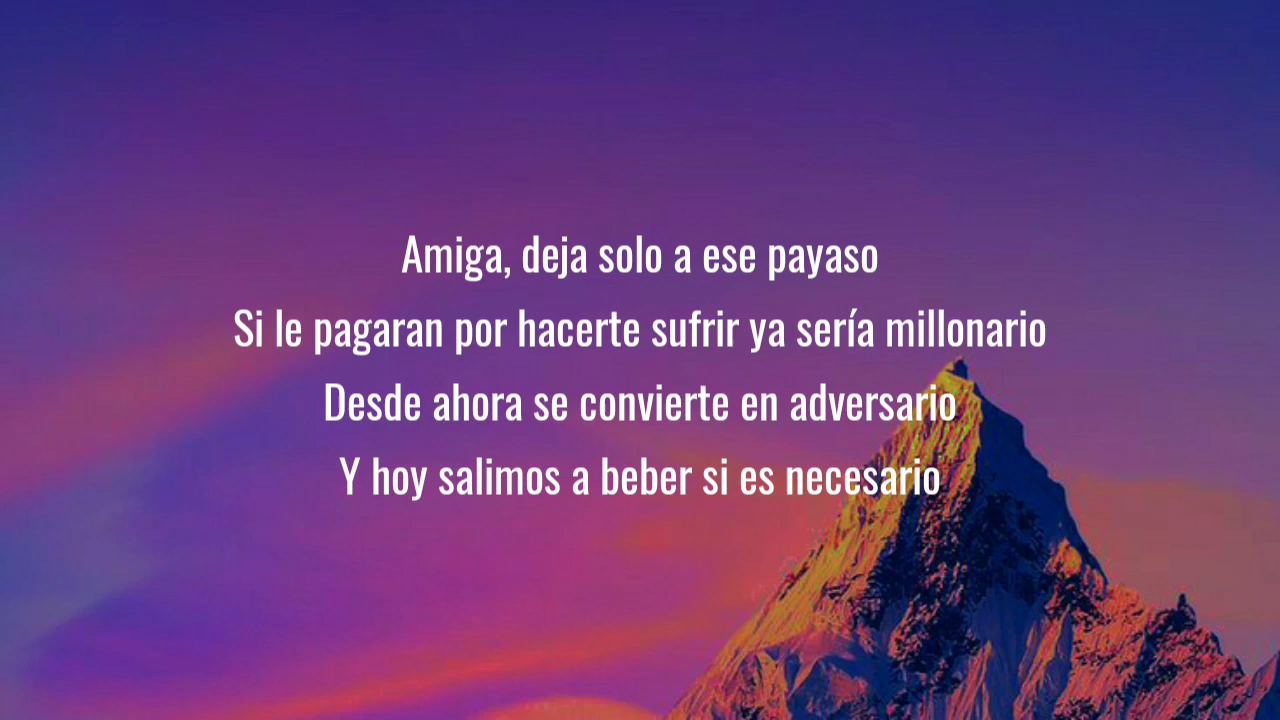 Amiga, deja solo a ese payaso
Si le pagaran por hacerte sufrir ya sería millonario
Desde ahora se convierte en adversario
Y hoy salimos a beber si es necesario